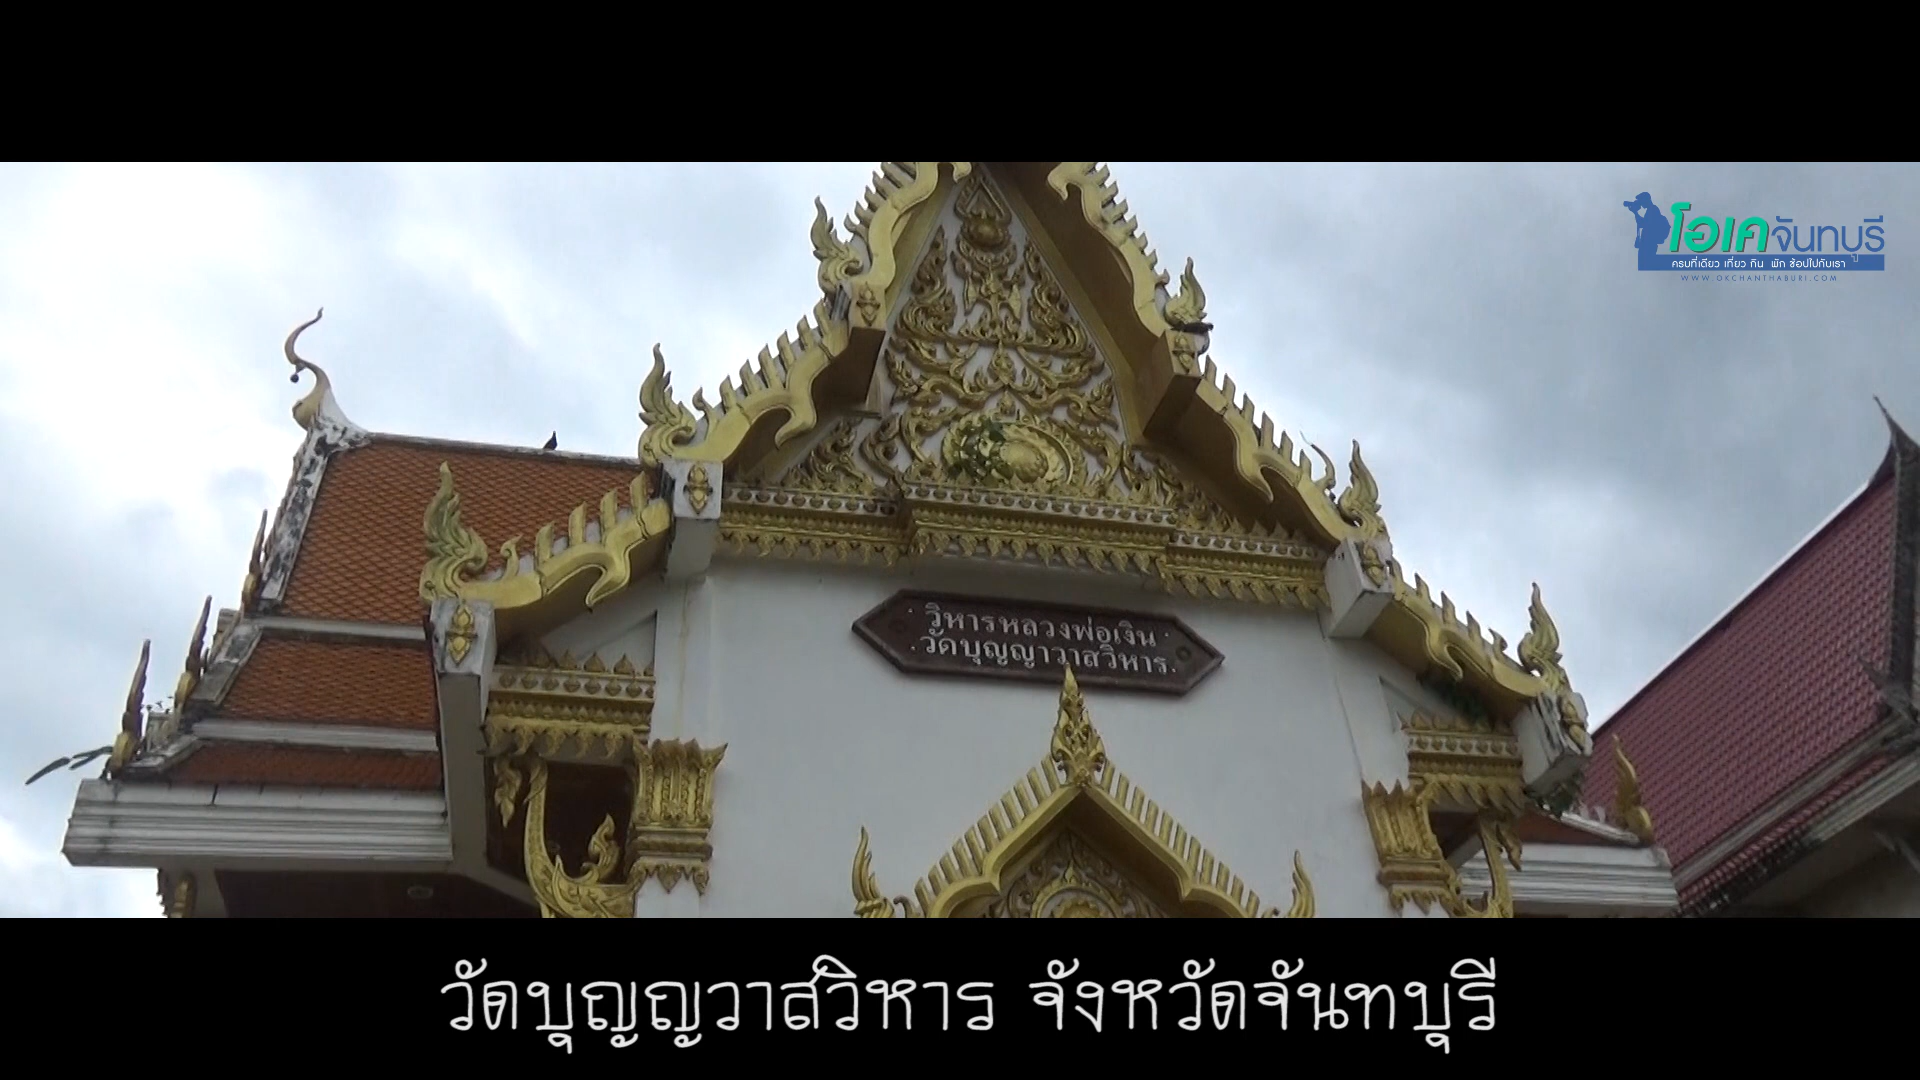 โอเคจันทบุรี
ครบที่เดียว เที่ยว กิน พัก ช้อปไปกับเรา
WWW.OKCHANTHABURI.COM
วิหารหลวงพ่อเงิน
วัดบุญญาวาสวิหาร
วัดบุญญวาสวิหาร จังหวัดจันทบุรี